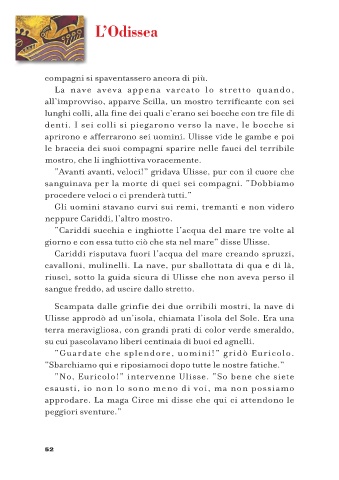 L'Odissea
compagni si spaventassero ancora di più.
La nave aveva appena varcato lo stretto quando,
all'improvviso, apparve Scilla, un mostro terrificante con sei
lunghi colli, alla fine dei quali c'erano sei bocche con tre file di
denti. I sei colli si piegarono verso la nave, le bocche si
aprirono e afferrarono sei uomini. Ulisse vide le gambe e poi
le braccia dei suoi compagni sparire nelle fauci del terribile
mostro, che li inghiottiva voracemente.
"Avanti avanti, veloci!" gridava Ulisse, pur con il cuore che
sanguinava per la morte di quei sei compagni. "Dobbiamo
procedere veloci o ci prenderà tutti."
Gli uomini stavano curvi sui remi, tremanti e non videro
neppure Cariddi, l'altro mostro.
"Cariddi succhia e inghiotte l'acqua del mare tre volte al
giorno e con essa tutto ciò che sta nel mare" disse Ulisse.
Cariddi risputava fuori l'acqua del mare creando spruzzi,
cavalloni, mulinelli. La nave, pur sballottata di qua e di là,
riuscì, sotto la guida sicura di Ulisse che non aveva perso il
sangue freddo, ad uscire dallo stretto.
Scampata dalle grinfie dei due orribili mostri, la nave di
Ulisse approdò ad un'isola, chiamata l'isola del Sole. Era una
terra meravigliosa, con grandi prati di color verde smeraldo,
su cui pascolavano liberi centinaia di buoi ed agnelli.
"Guardate che splendore, uomini!" gridò Euricolo.
"Sbarchiamo qui e riposiamoci dopo tutte le nostre fatiche."
"No, Euricolo!" intervenne Ulisse. "So bene che siete
esausti, io non lo sono meno di voi, ma non possiamo
approdare. La maga Circe mi disse che qui ci attendono le
peggiori sventure."
52